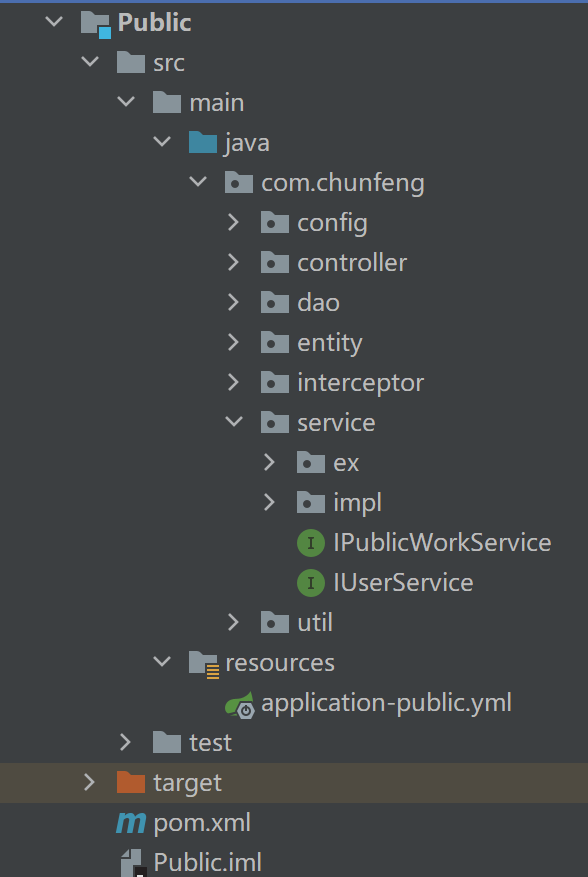 Public
src
main
java
com.chunfeng
config
controller
dao
entity
interceptor
service
ex
impl
I IPublicWorkService
I IUserService
util
resources
application-public.yml
test
target
m pom.xml
Public.iml